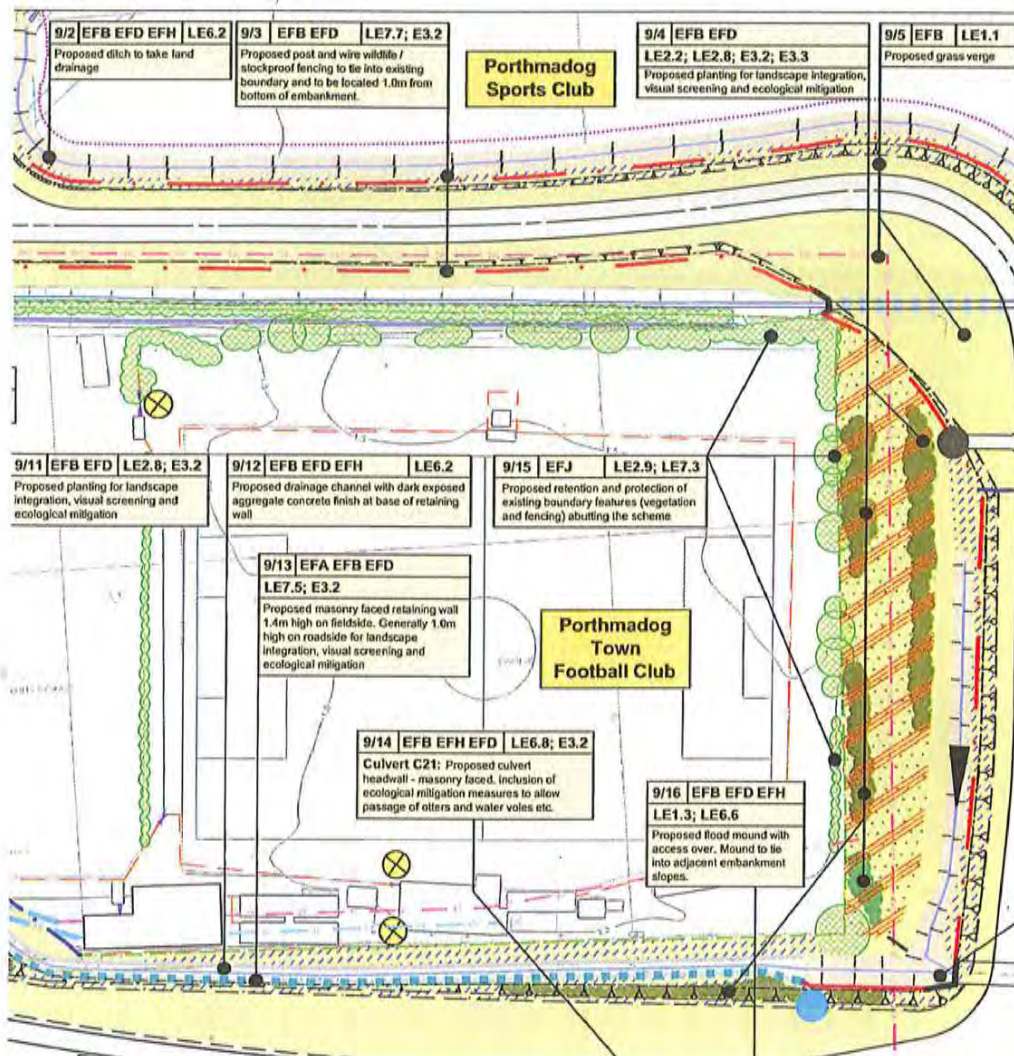 9/2 EFB EFD EFH LE6.2
Proposed ditch to take land
drainage
9/3 EFB EFD LE7.7; E3.2
Proposed post and wire wildlife /
stockproof fencing to tie into existing
boundary and to be located 1.0m from
bottom of embankment.
Porthmadog
Sports Club
9/4 EFB EFD
LE2.2; LE2.8; E3.2; E3.3
Proposed planting for landscape integration,
visual screening and ecological mitigation
9/5 EFB LE1.1
Proposed grass verge
9/11 EFB EFD LE2.8; E3.2
Proposed planting for landscape
integration, visual screening and
ecological mitigation
9/12 EFB EFD EFH LE6.2
Proposed drainage channel with dark exposed
aggregate concrete finish at base of retaining
wall
9/15 EFJ LE2.9; LE7.3
Proposed retention and protection of
existing boundary features (vegetation
and fencing) abutting the scheme
9/13 EFA EFB EFD
LE7.5; E3.2
Proposed masonry faced retaining wall
1.4m high on fieldside. Generally 1.0m
high on roadside for landscape
integration, visual screening and
ecological mitigation
Porthmadog
Town
Football Club
9/14 EFB EFH EFD LE6.8; E3.2
Culvert C21: Proposed culvert
headwall - masonry faced. Inclusion of
ecological mitigation measures to allow
passage of otters and water voles etc.
9/16 EFB EFD EFH
LE1.3; LE6.6
Proposed flood mound with
access over. Mound to tie
into adjacent embankment
slopes.